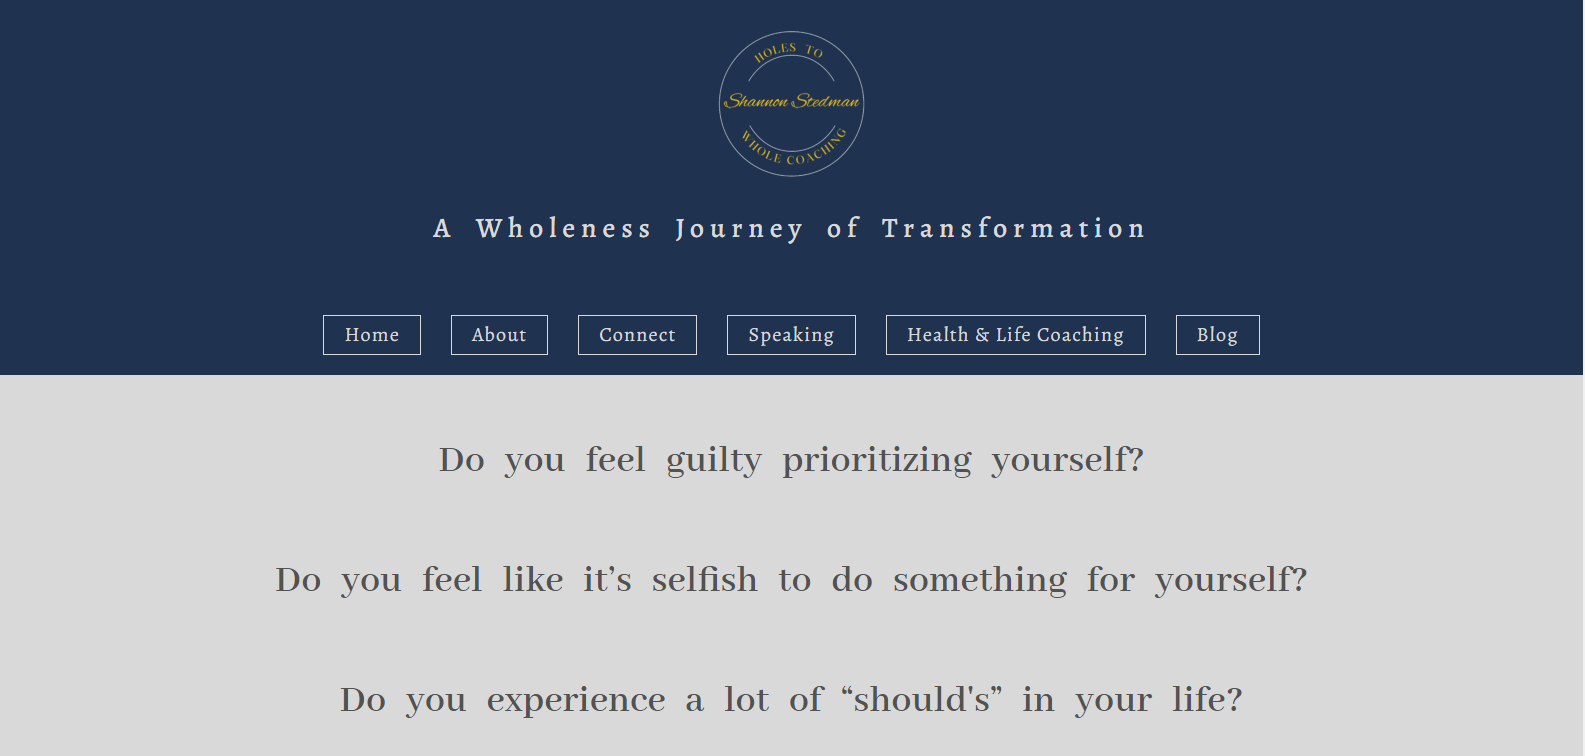 HOLES TO
Shannon Stedman
WHOLE COACHING
A Wholeness Journey of Transformation
Home About Connect Speaking Health & Life Coaching Blog
Do you feel guilty prioritizing yourself?
Do you feel like it’s selfish to do something for yourself?
Do you experience a lot of “should's” in your life?